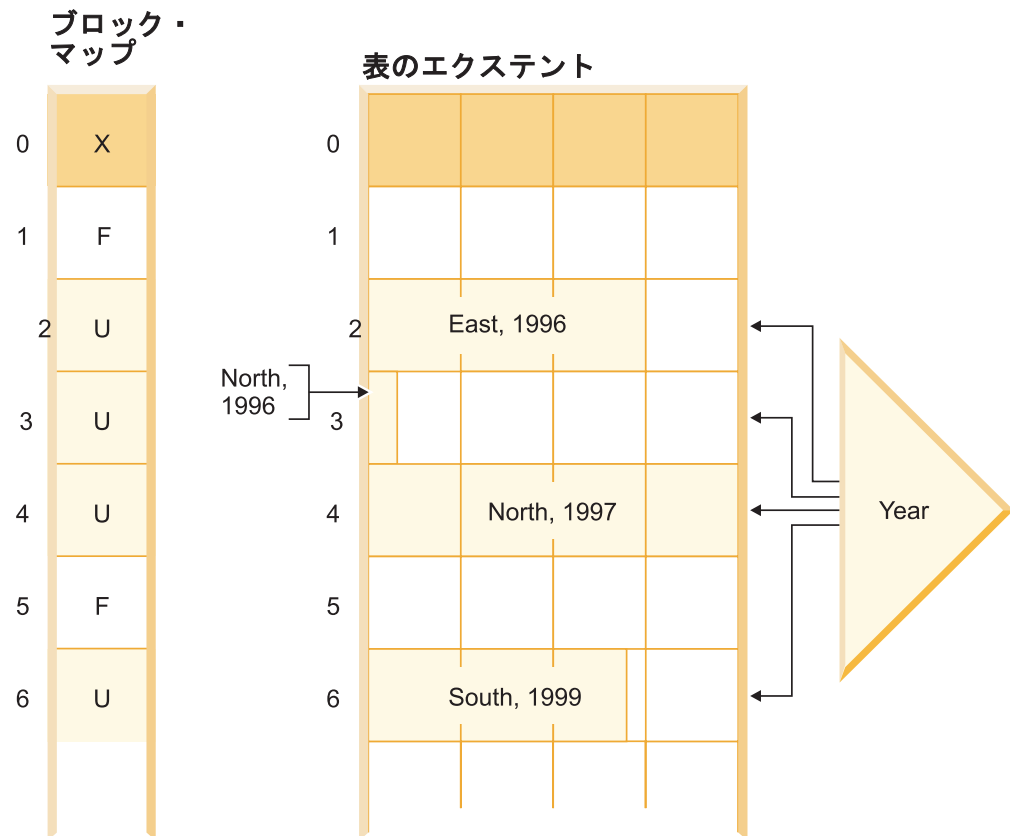 ブロック・
マップ
表のエクステント
0 X
1 F
2 U
3 U
4 U
5 F
6 U
0
1
2 East, 1996
North,
1996
3
4 North, 1997
5
6 South, 1999
Year